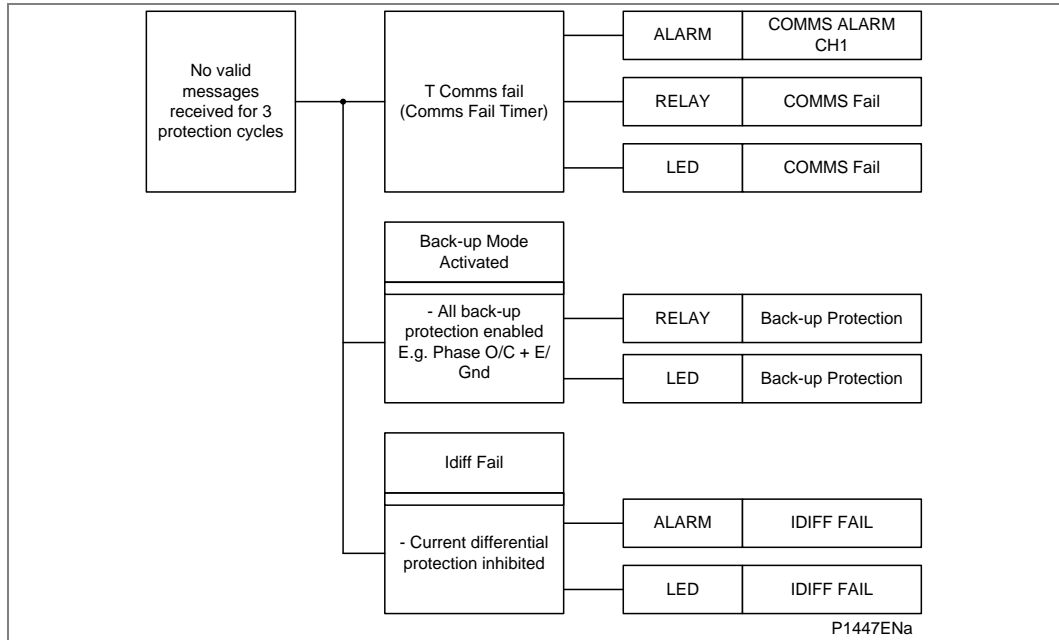 No valid
messages
received for 3
protection cycles
T Comms fail
(Comms Fail Timer)
ALARM
COMMS ALARM
CH1
RELAY
COMMS Fail
LED
COMMS Fail
Back-up Mode
Activated
- All back-up
protection enabled
E.g. Phase O/C + E/
Gnd
RELAY
Back-up Protection
LED
Back-up Protection
Idiff Fail
- Current differential
protection inhibited
ALARM
IDIFF FAIL
LED
IDIFF FAIL
P1447ENa